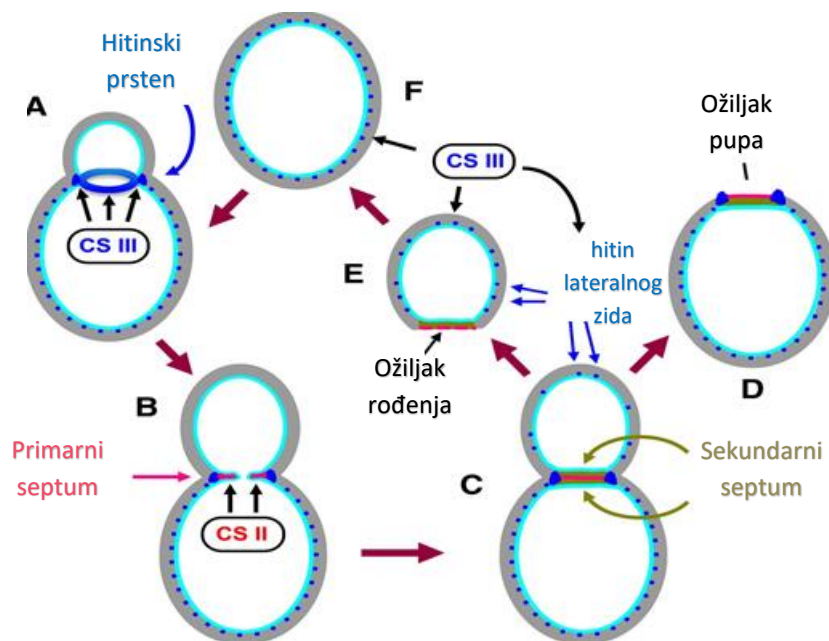 Hitinski
prsten
A
F
Ožiljak
pupa
CS III
CS III
hitin
lateralnog
zida
E
Ožiljak
rođenja
D
B
Primarni
septum
CS II
C
Sekundarni
septum